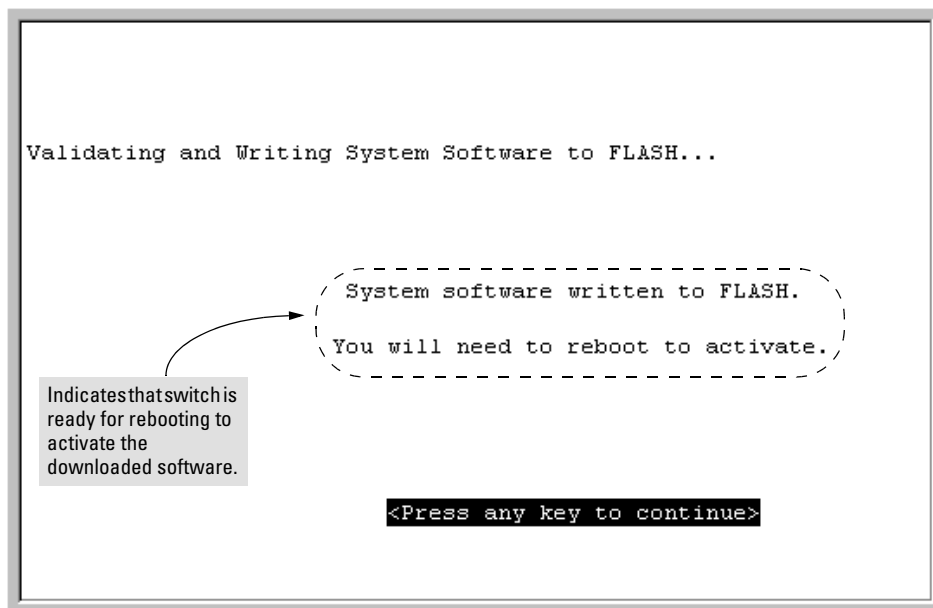 Validating and Writing System Software to FLASH...
System software written to FLASH.
You will need to reboot to activate.
Indicates that switch is
ready for rebooting to
activate the
downloaded software.
<Press any key to continue>